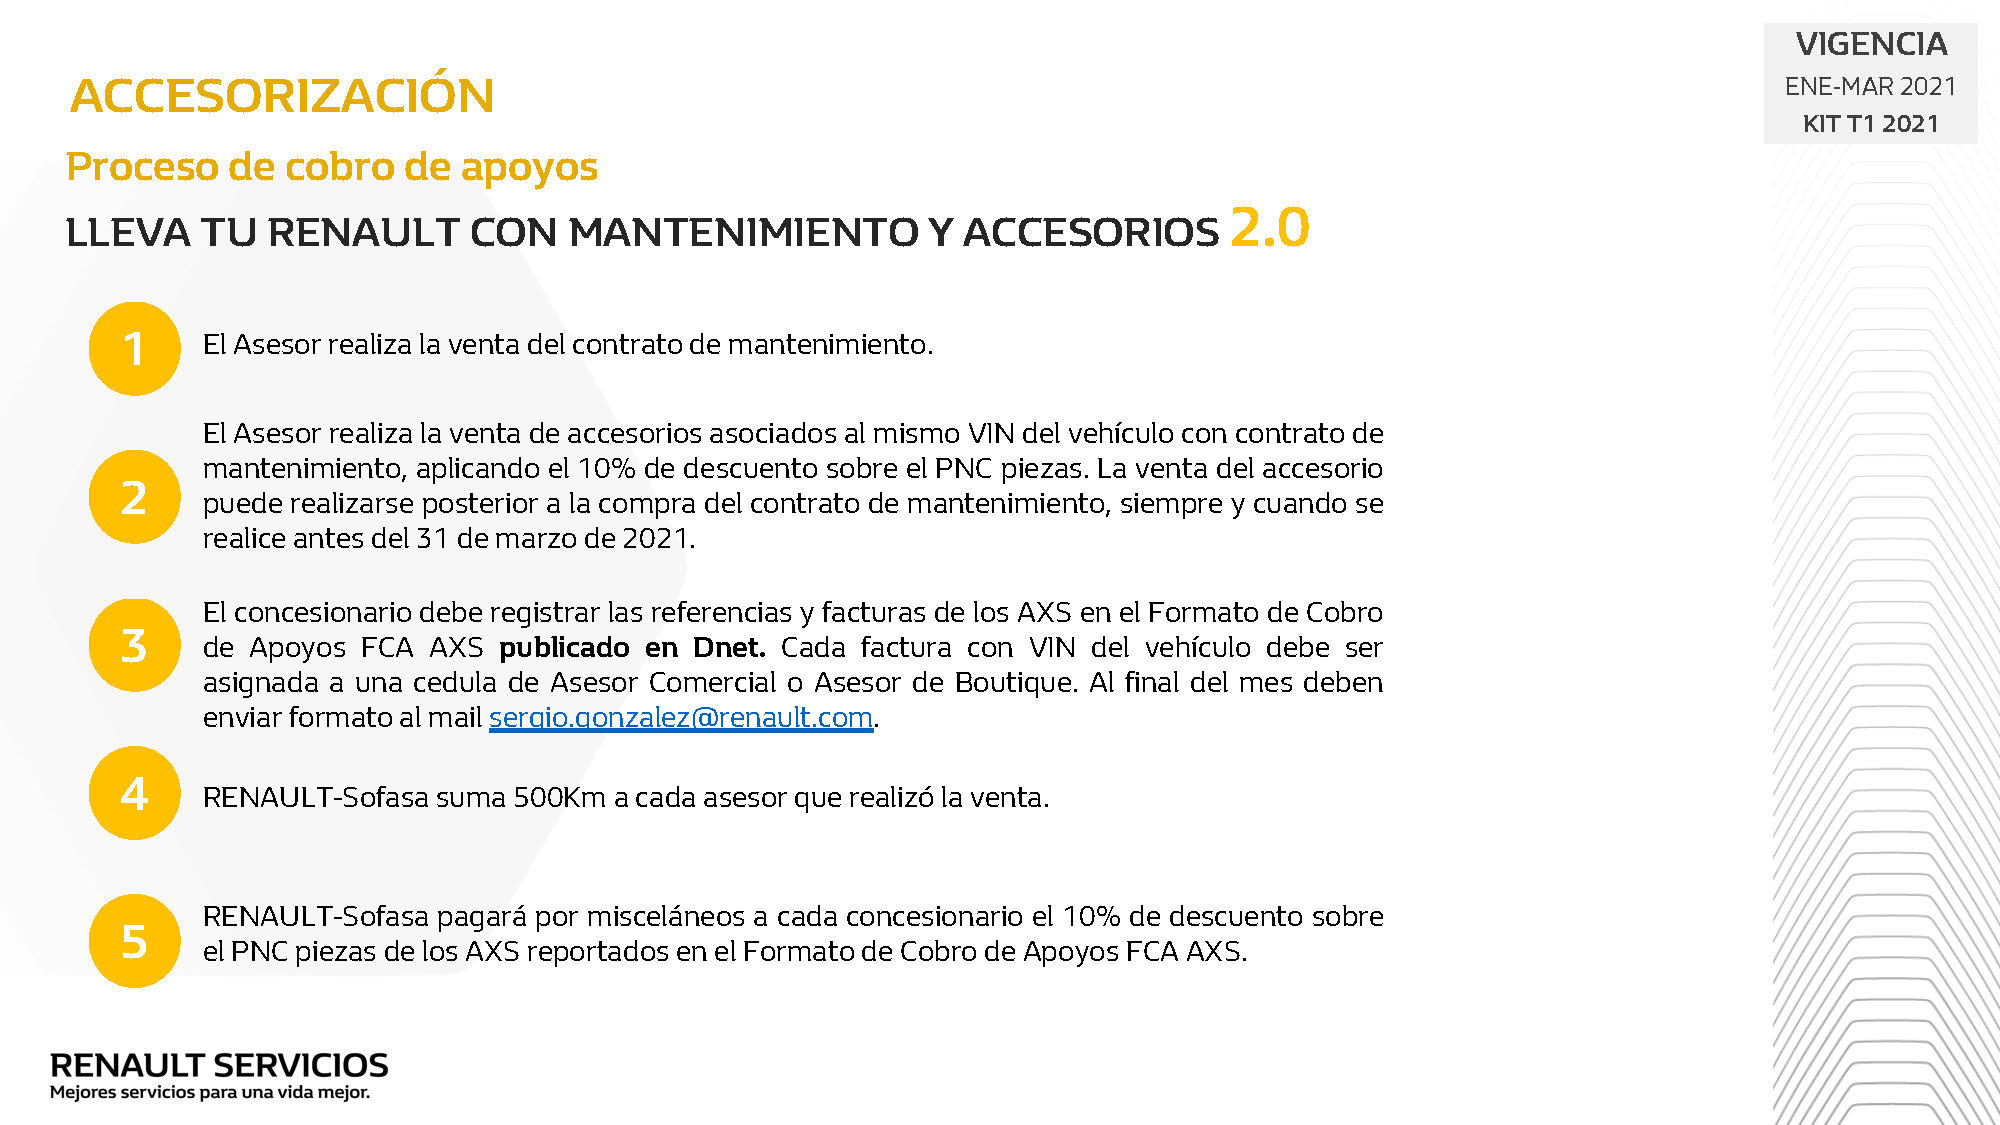 VIGENCIA
ENE-MAR 2021
KIT T1 2021
ACCESORIZACIÓN
Proceso de cobro de apoyos
LLEVA TU RENAULT CON MANTENIMIENTO Y ACCESORIOS 2.0
1
El Asesor realiza la venta del contrato de mantenimiento.
2
El Asesor realiza la venta de accesorios asociados al mismo VIN del vehículo con contrato de
mantenimiento, aplicando el 10% de descuento sobre el PNC piezas. La venta del accesorio
puede realizarse posterior a la compra del contrato de mantenimiento, siempre y cuando se
realice antes del 31 de marzo de 2021.
3
El concesionario debe registrar las referencias y facturas de los AXS en el Formato de Cobro
de Apoyos FCA AXS publicado en Dnet. Cada factura con VIN del vehículo debe ser
asignada a una cedula de Asesor Comercial o Asesor de Boutique. Al final del mes deben
enviar formato al mail sergio.gonzalez@renault.com.
4
RENAULT-Sofasa suma 500Km a cada asesor que realizó la venta.
5
RENAULT-Sofasa pagará por misceláneos a cada concesionario el 10% de descuento sobre
el PNC piezas de los AXS reportados en el Formato de Cobro de Apoyos FCA AXS.
RENAULT SERVICIOS
Mejores servicios para una vida mejor.